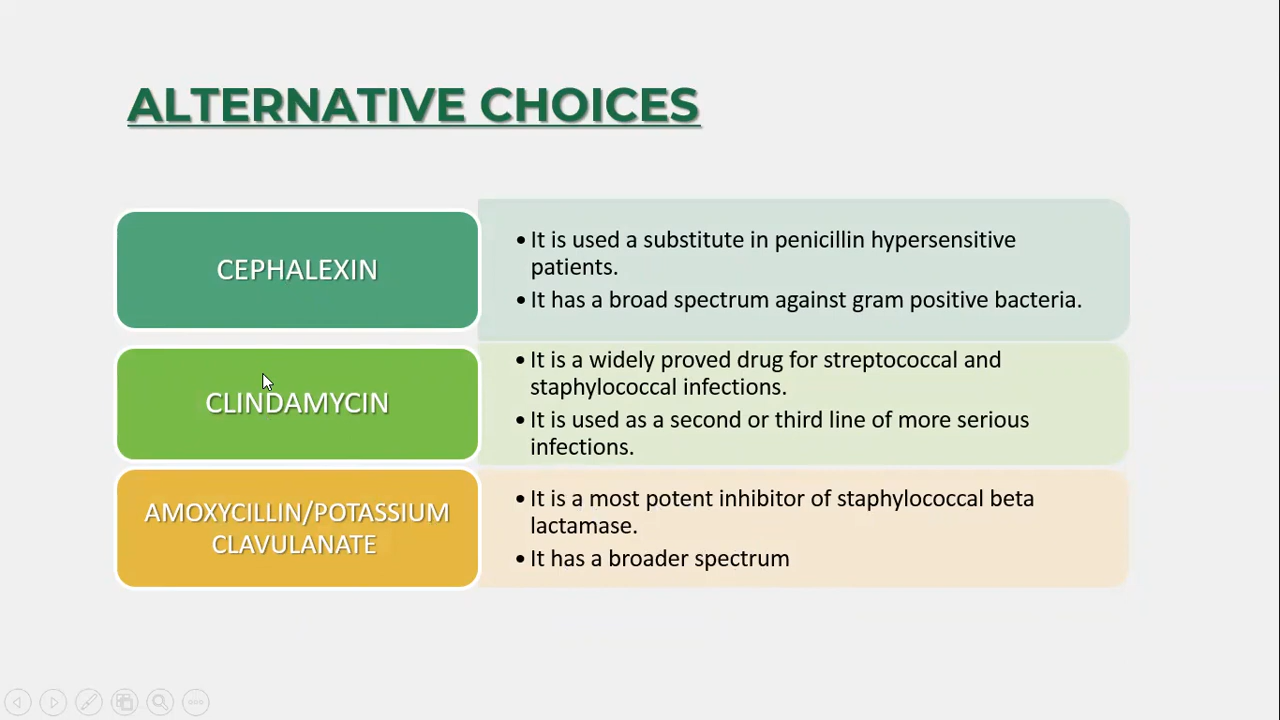 ALTERNATIVE CHOICES
CEPHALEXIN
•It is used a substitute in penicillin hypersensitive
patients.
•It has a broad spectrum against gram positive bacteria.
CLINDAMYCIN
•It is a widely proved drug for streptococcal and
staphylococcal infections.
•It is used as a second or third line of more serious
infections.
AMOXYCILLIN/POTASSIUM
CLAVULANATE
•It is a most potent inhibitor of staphylococcal beta
lactamase.
•It has a broader spectrum